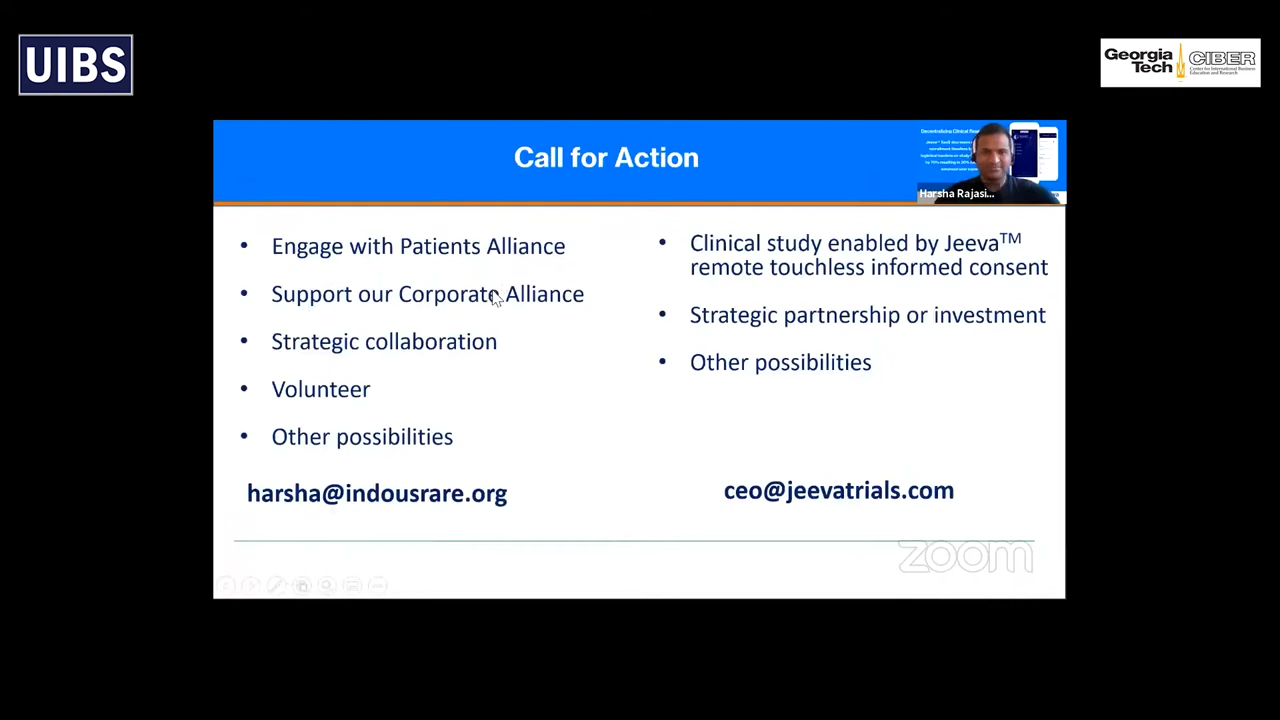 UIBS
Georgia
Tech
CIBER
Center for International Business
Education and Research
Call for Action
Decentralizing Clinical
Harsha Rajasi...
• Engage with Patients Alliance
• Support our Corporate Alliance
• Strategic collaboration
• Volunteer
• Other possibilities
harsha@indousrare.org
• Clinical study enabled by Jeeva™
remote touchless informed consent
• Strategic partnership or investment
• Other possibilities
ceo@jeevatrials.com
zoom